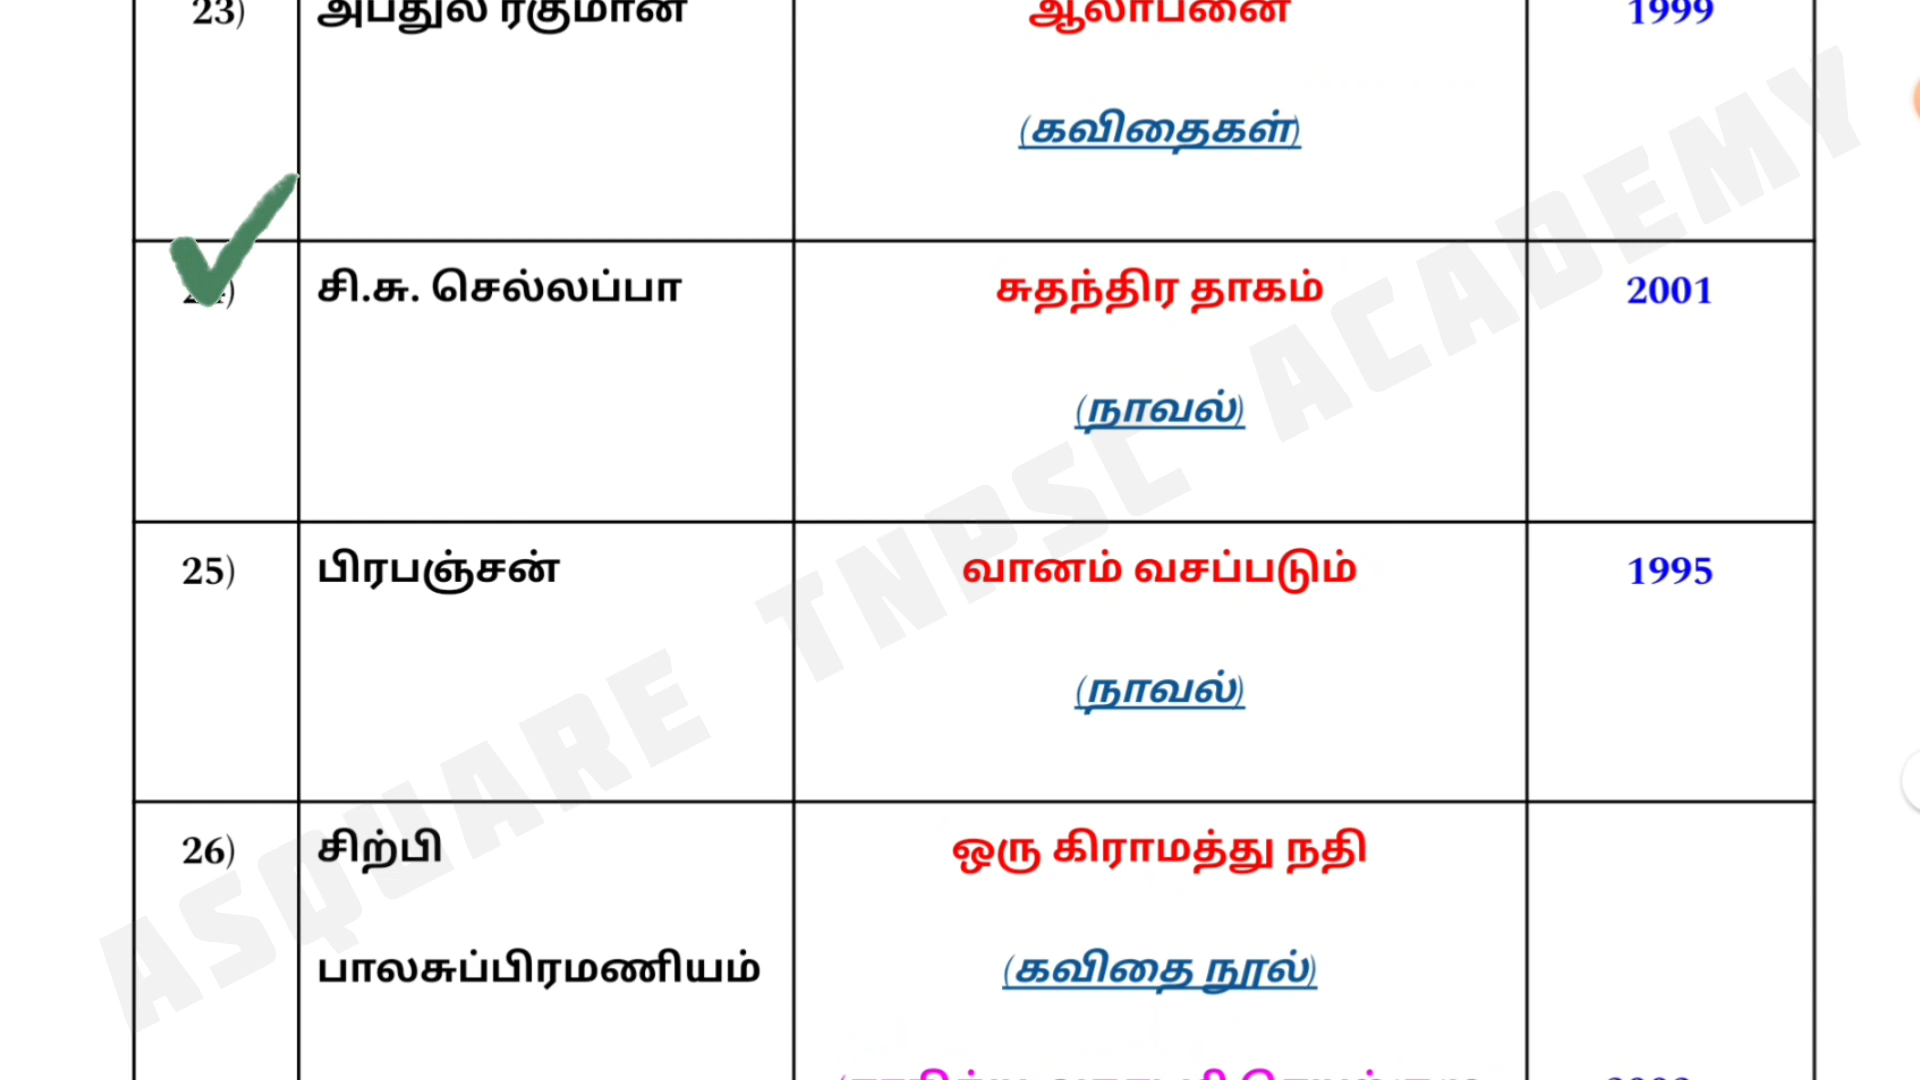 23) அப்துல் ரகுமான் ஆலாபனை 1999
(கவிதைகள்)
சி.சு. செல்லப்பா சுதந்திர தாகம் 2001
(நாவல்)
25) பிரபஞ்சன் வானம் வசப்படும் 1995
(நாவல்)
26) சிற்பி ஒரு கிராமத்து நதி
பாலசுப்பிரமணியம் (கவிதை நூல்)
ASQUARE TNPSC ACADEMY